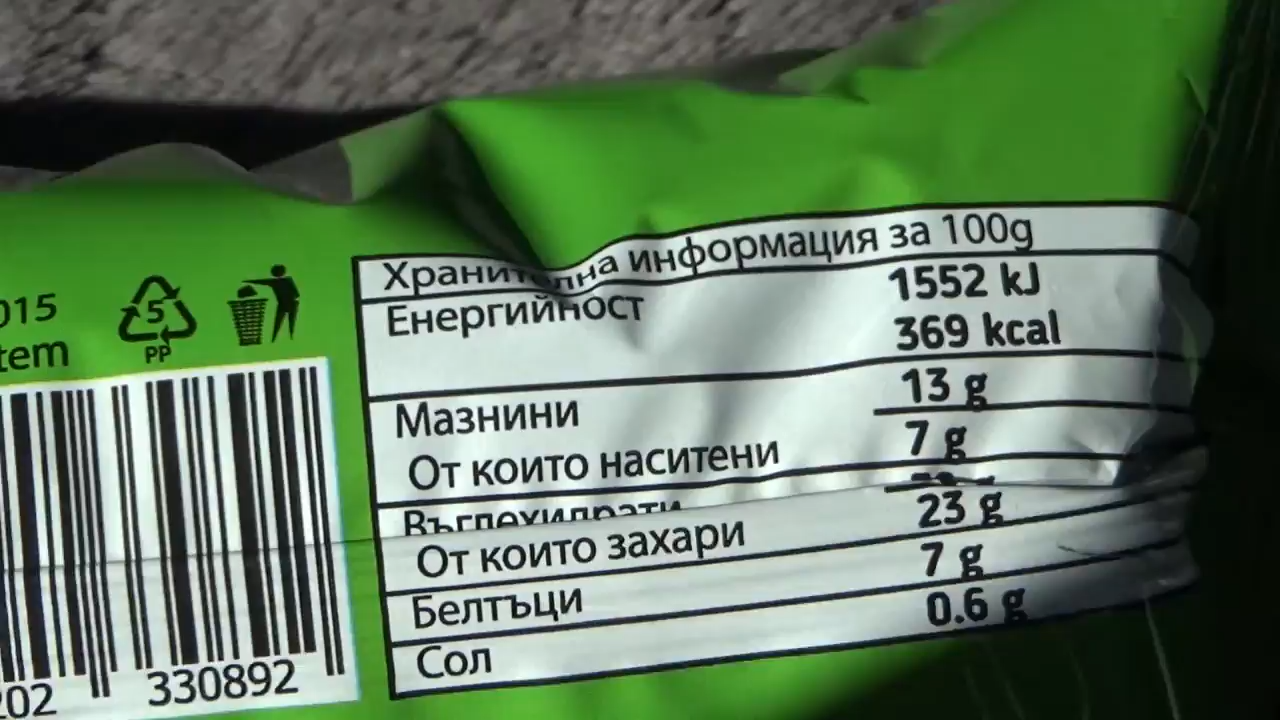 015
tem
5
PP
202
330892
Хранителна информация за 100g
Енергийност 1552 kJ
369 kcal
Мазнини 13 g
От които наситени 7 g
Въглехидрати
От които захари 23 g
Белтъци 7 g
Сол 0.6 g